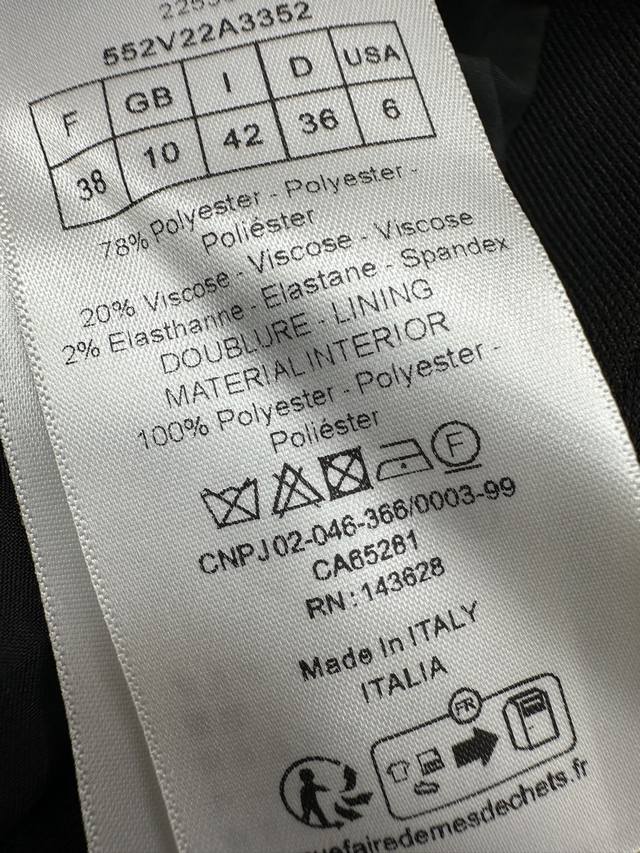 552V22A3352
F GB I D USA
38 10 42 36 6
78% Polyester - Polyester -
Poliéster
20% Viscose - Viscose - Viscose
2% Elasthanne - Elastane - Spandex
DOUBLURE - LINING
MATERIAL INTERIOR
100% Polyester - Polyester -
Poliéster
F
CNPJ 02-046-366/0003-99
CA65281
RN : 143628
Made In ITALY
ITALIA
FR
uefairedemesdechets.fr